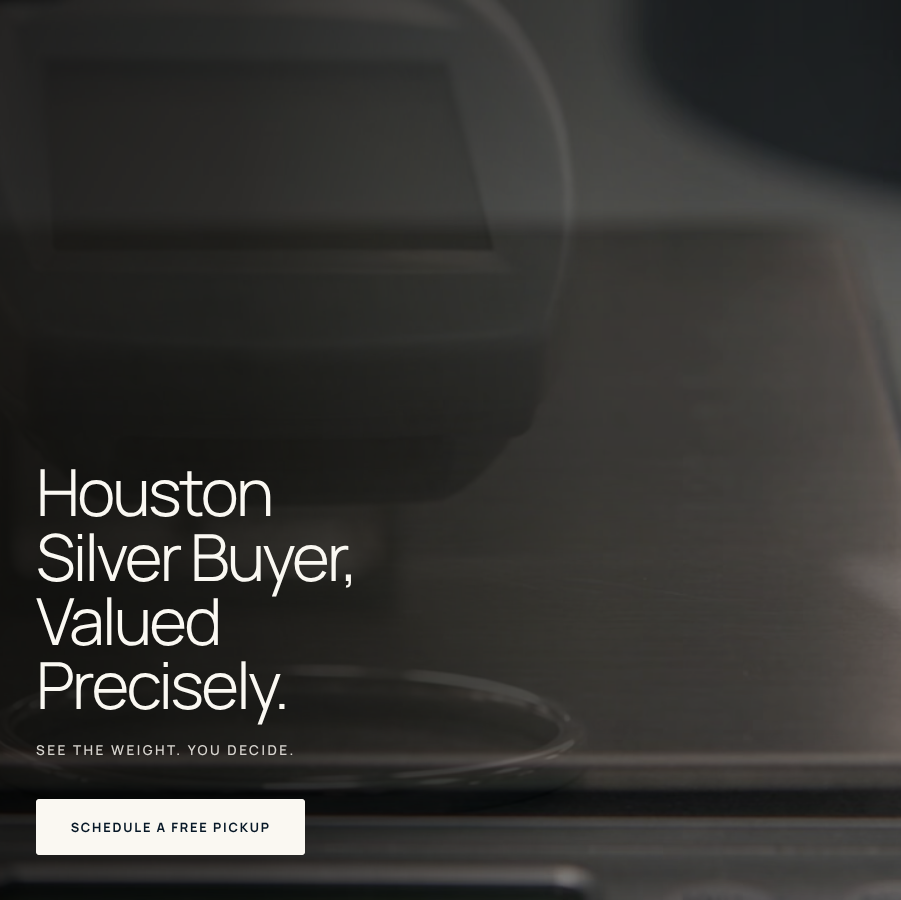 Houston
Silver Buyer,
Valued
Precisely.
SEE THE WEIGHT. YOU DECIDE.
SCHEDULE A FREE PICKUP